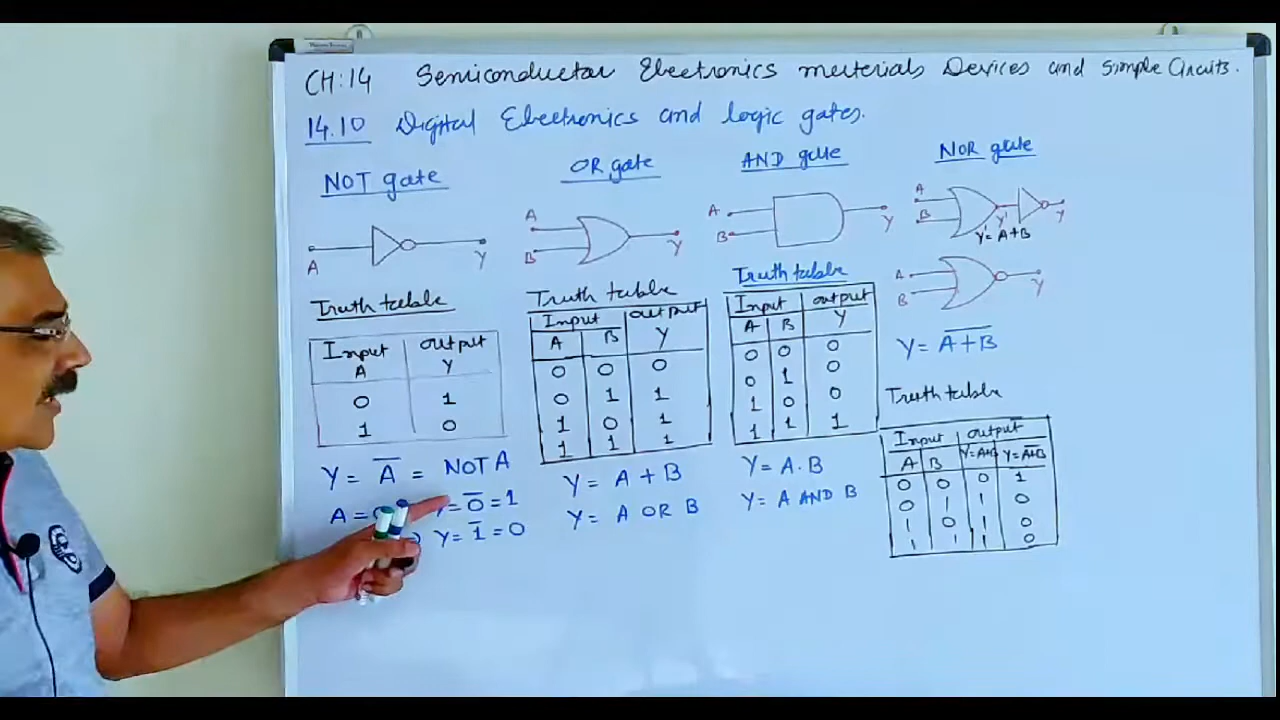 CH:14 Semiconductor Electronics materials Devices and Simple Circuits.
14.10 Digital Electronics and logic gates.
NOT gate
A Y
Truth table
Input A output Y
0 1
1 0
Y = A̅ = NOT A
A = 0̅ = 1
Y = 1̅ = 0
OR gate
A
B Y
Truth table
Input output
A B Y
0 0 0
0 1 1
1 0 1
1 1 1
Y = A + B
Y = A OR B
AND gate
A
B Y
Truth table
Input output
A B Y
0 0 0
0 1 0
1 0 0
1 1 1
Y = A . B
Y = A AND B
NOR gate
A
B Y' Y
Y' = A+B
A
B Y
Y = A̅+̅B̅
Truth table
Input output
A B Y'=A+B Y=A̅+̅B̅
0 0 0 1
0 1 1 0
1 0 1 0
1 1 1 0